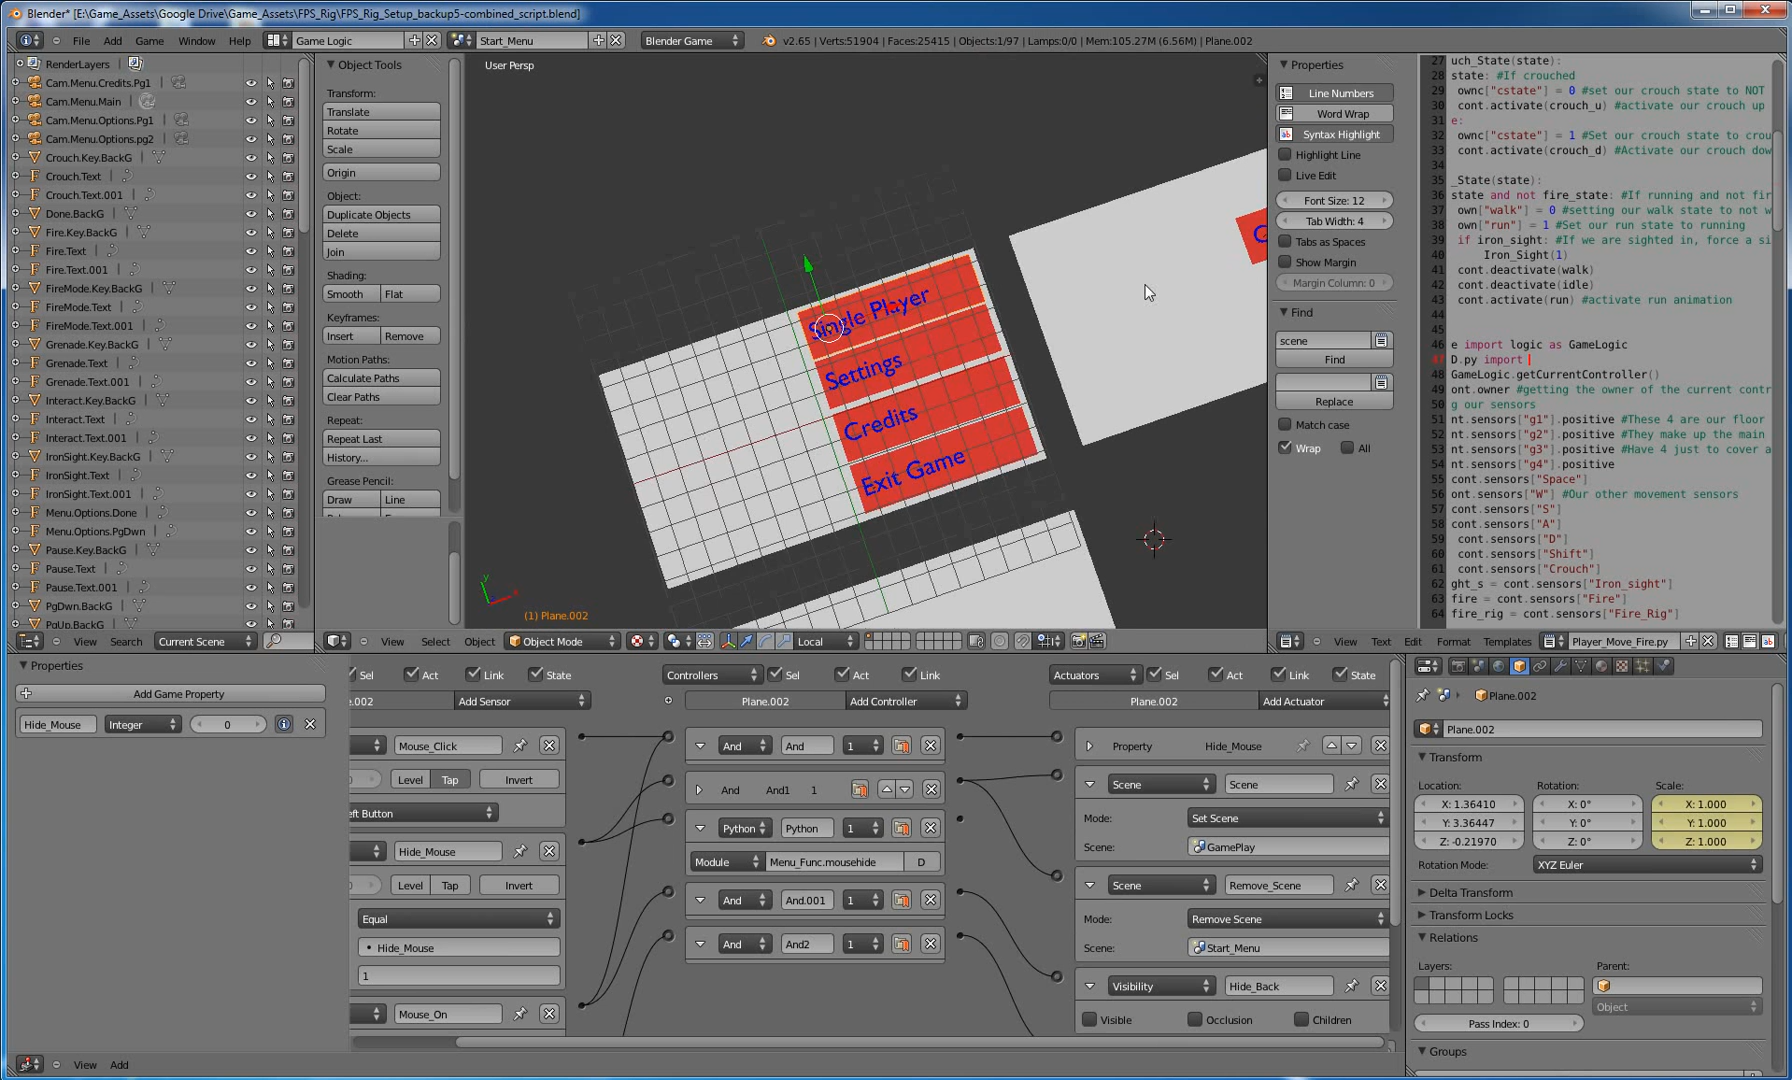 Blender* [E:\Game_Assets\Google Drive\Game_Assets\FPS_Rig\FPS_Rig_Setup_backup5-combined_script.blend]
File Add Game Window Help Game Logic Start_Menu Blender Game v2.65 | Verts:51904 | Faces:25415 | Objects:1/97 | Lamps:0/0 | Mem:105.27M (6.56M) | Plane.002
RenderLayers
Cam.Menu.Credits.Pg1
Cam.Menu.Main
Cam.Menu.Options.Pg1
Cam.Menu.Options.pg2
Crouch.Key.BackG
Crouch.Text
Crouch.Text.001
Done.BackG
Fire.Key.BackG
Fire.Text
Fire.Text.001
FireMode.Key.BackG
FireMode.Text
FireMode.Text.001
Grenade.Key.BackG
Grenade.Text
Grenade.Text.001
Interact.Key.BackG
Interact.Text
Interact.Text.001
IronSight.Key.BackG
IronSight.Text
IronSight.Text.001
Menu.Options.Done
Menu.Options.PgDwn
Pause.Key.BackG
Pause.Text
Pause.Text.001
PgDwn.BackG
PgUp.BackG
View Search Current Scene
Object Tools
Transform:
Translate
Rotate
Scale
Origin
Object:
Duplicate Objects
Delete
Join
Shading:
Smooth Flat
Keyframes:
Insert Remove
Motion Paths:
Calculate Paths
Clear Paths
Repeat:
Repeat Last
History...
Grease Pencil:
Draw Line
User Persp
Single Player
Settings
Credits
Exit Game
(1) Plane.002
View Select Object Object Mode Local
Properties
Line Numbers
Word Wrap
Syntax Highlight
Highlight Line
Live Edit
Font Size: 12
Tab Width: 4
Tabs as Spaces
Show Margin
Margin Column: 0
Find
scene
Find
Replace
Match case
Wrap All
27 uch_State(state):
28 state: #If crouched
29 ownc["cstate"] = 0 #set our crouch state to NOT
30 cont.activate(crouch_u) #activate our crouch up
31 e:
32 ownc["cstate"] = 1 #Set our crouch state to crou
33 cont.activate(crouch_d) #Activate our crouch dow
34
35 _State(state):
36 state and not fire_state: #If running and not fir
37 own["walk"] = 0 #setting our walk state to not w
38 own["run"] = 1 #Set our run state to running
39 if iron_sight: #If we are sighted in, force a si
40 Iron_Sight(1)
41 cont.deactivate(walk)
42 cont.deactivate(idle)
43 cont.activate(run) #activate run animation
44
45
46 e import logic as GameLogic
47 D.py import
48 GameLogic.getCurrentController()
49 ont.owner #getting the owner of the current contr
50 g our sensors
51 nt.sensors["g1"].positive #These 4 are our floor
52 nt.sensors["g2"].positive #They make up the main
53 nt.sensors["g3"].positive #Have 4 just to cover a
54 nt.sensors["g4"].positive
55 cont.sensors["Space"]
56 ont.sensors["W"] #Our other movement sensors
57 cont.sensors["S"]
58 cont.sensors["A"]
59 cont.sensors["D"]
60 cont.sensors["Shift"]
61 cont.sensors["Crouch"]
62 ght_s = cont.sensors["Iron_sight"]
63 fire = cont.sensors["Fire"]
64 fire_rig = cont.sensors["Fire_Rig"]
View Text Edit Format Templates Player_Move_Fire.py
Properties
Add Game Property
Hide_Mouse Integer 0
Sel Act Link State
.002 Add Sensor
Mouse_Click
Level Tap Invert
eft Button
Hide_Mouse
Level Tap Invert
Equal
Hide_Mouse
1
Mouse_On
Controllers Sel Act Link
Plane.002 Add Controller
And And 1
And And1 1
Python Python 1
Module Menu_Func.mousehide D
And And.001 1
And And2 1
Actuators Sel Act Link State
Plane.002 Add Actuator
Property Hide_Mouse
Scene Scene
Mode: Set Scene
Scene: GamePlay
Scene Remove_Scene
Mode: Remove Scene
Scene: Start_Menu
Visibility Hide_Back
Visible Occlusion Children
View Add
Plane.002
Plane.002
Transform
Location: Rotation: Scale:
X: 1.36410 X: 0° X: 1.000
Y: 3.36447 Y: 0° Y: 1.000
Z: -0.21970 Z: 0° Z: 1.000
Rotation Mode: XYZ Euler
Delta Transform
Transform Locks
Relations
Layers: Parent:
Object
Pass Index: 0
Groups